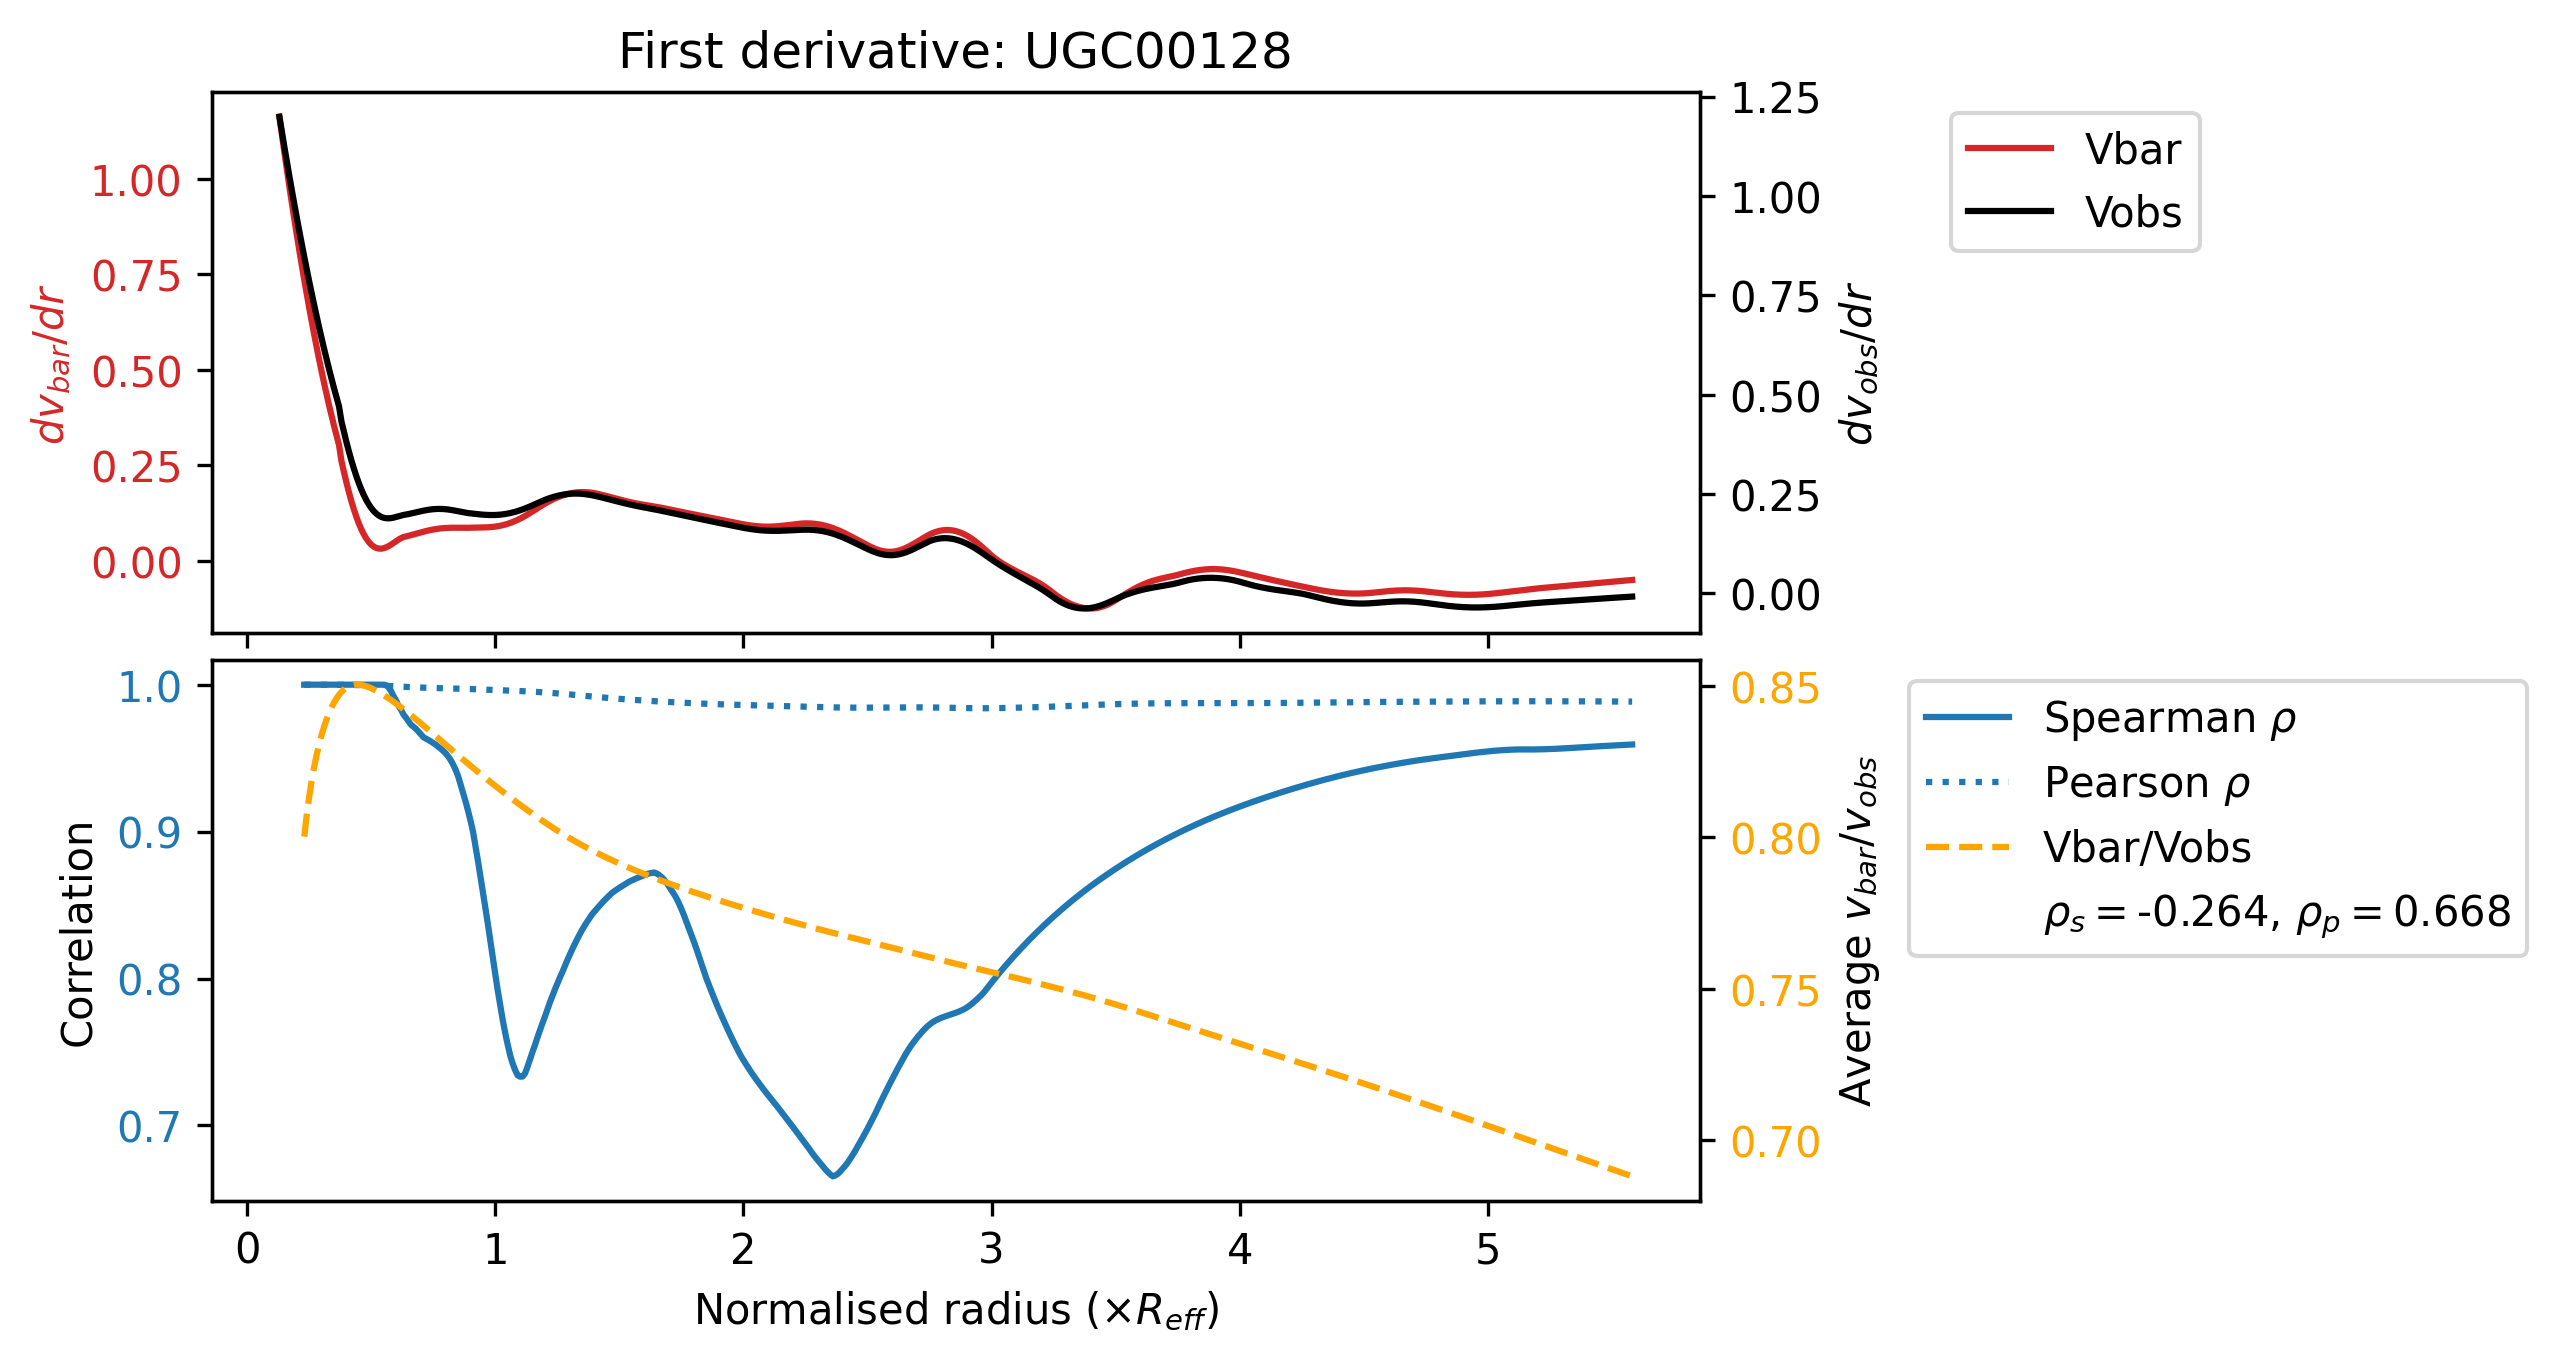 First derivative: UGC00128
1.00
0.75
0.50
0.25
0.00
dv_bar/dr
1.25
1.00
0.75
0.50
0.25
0.00
dv_obs/dr
Vbar
Vobs
1.0
0.9
0.8
0.7
Correlation
0.85
0.80
0.75
0.70
Average v_bar/v_obs
Spearman ρ
Pearson ρ
Vbar/Vobs
ρ_s = -0.264, ρ_p = 0.668
0 1 2 3 4 5
Normalised radius (×R_eff)